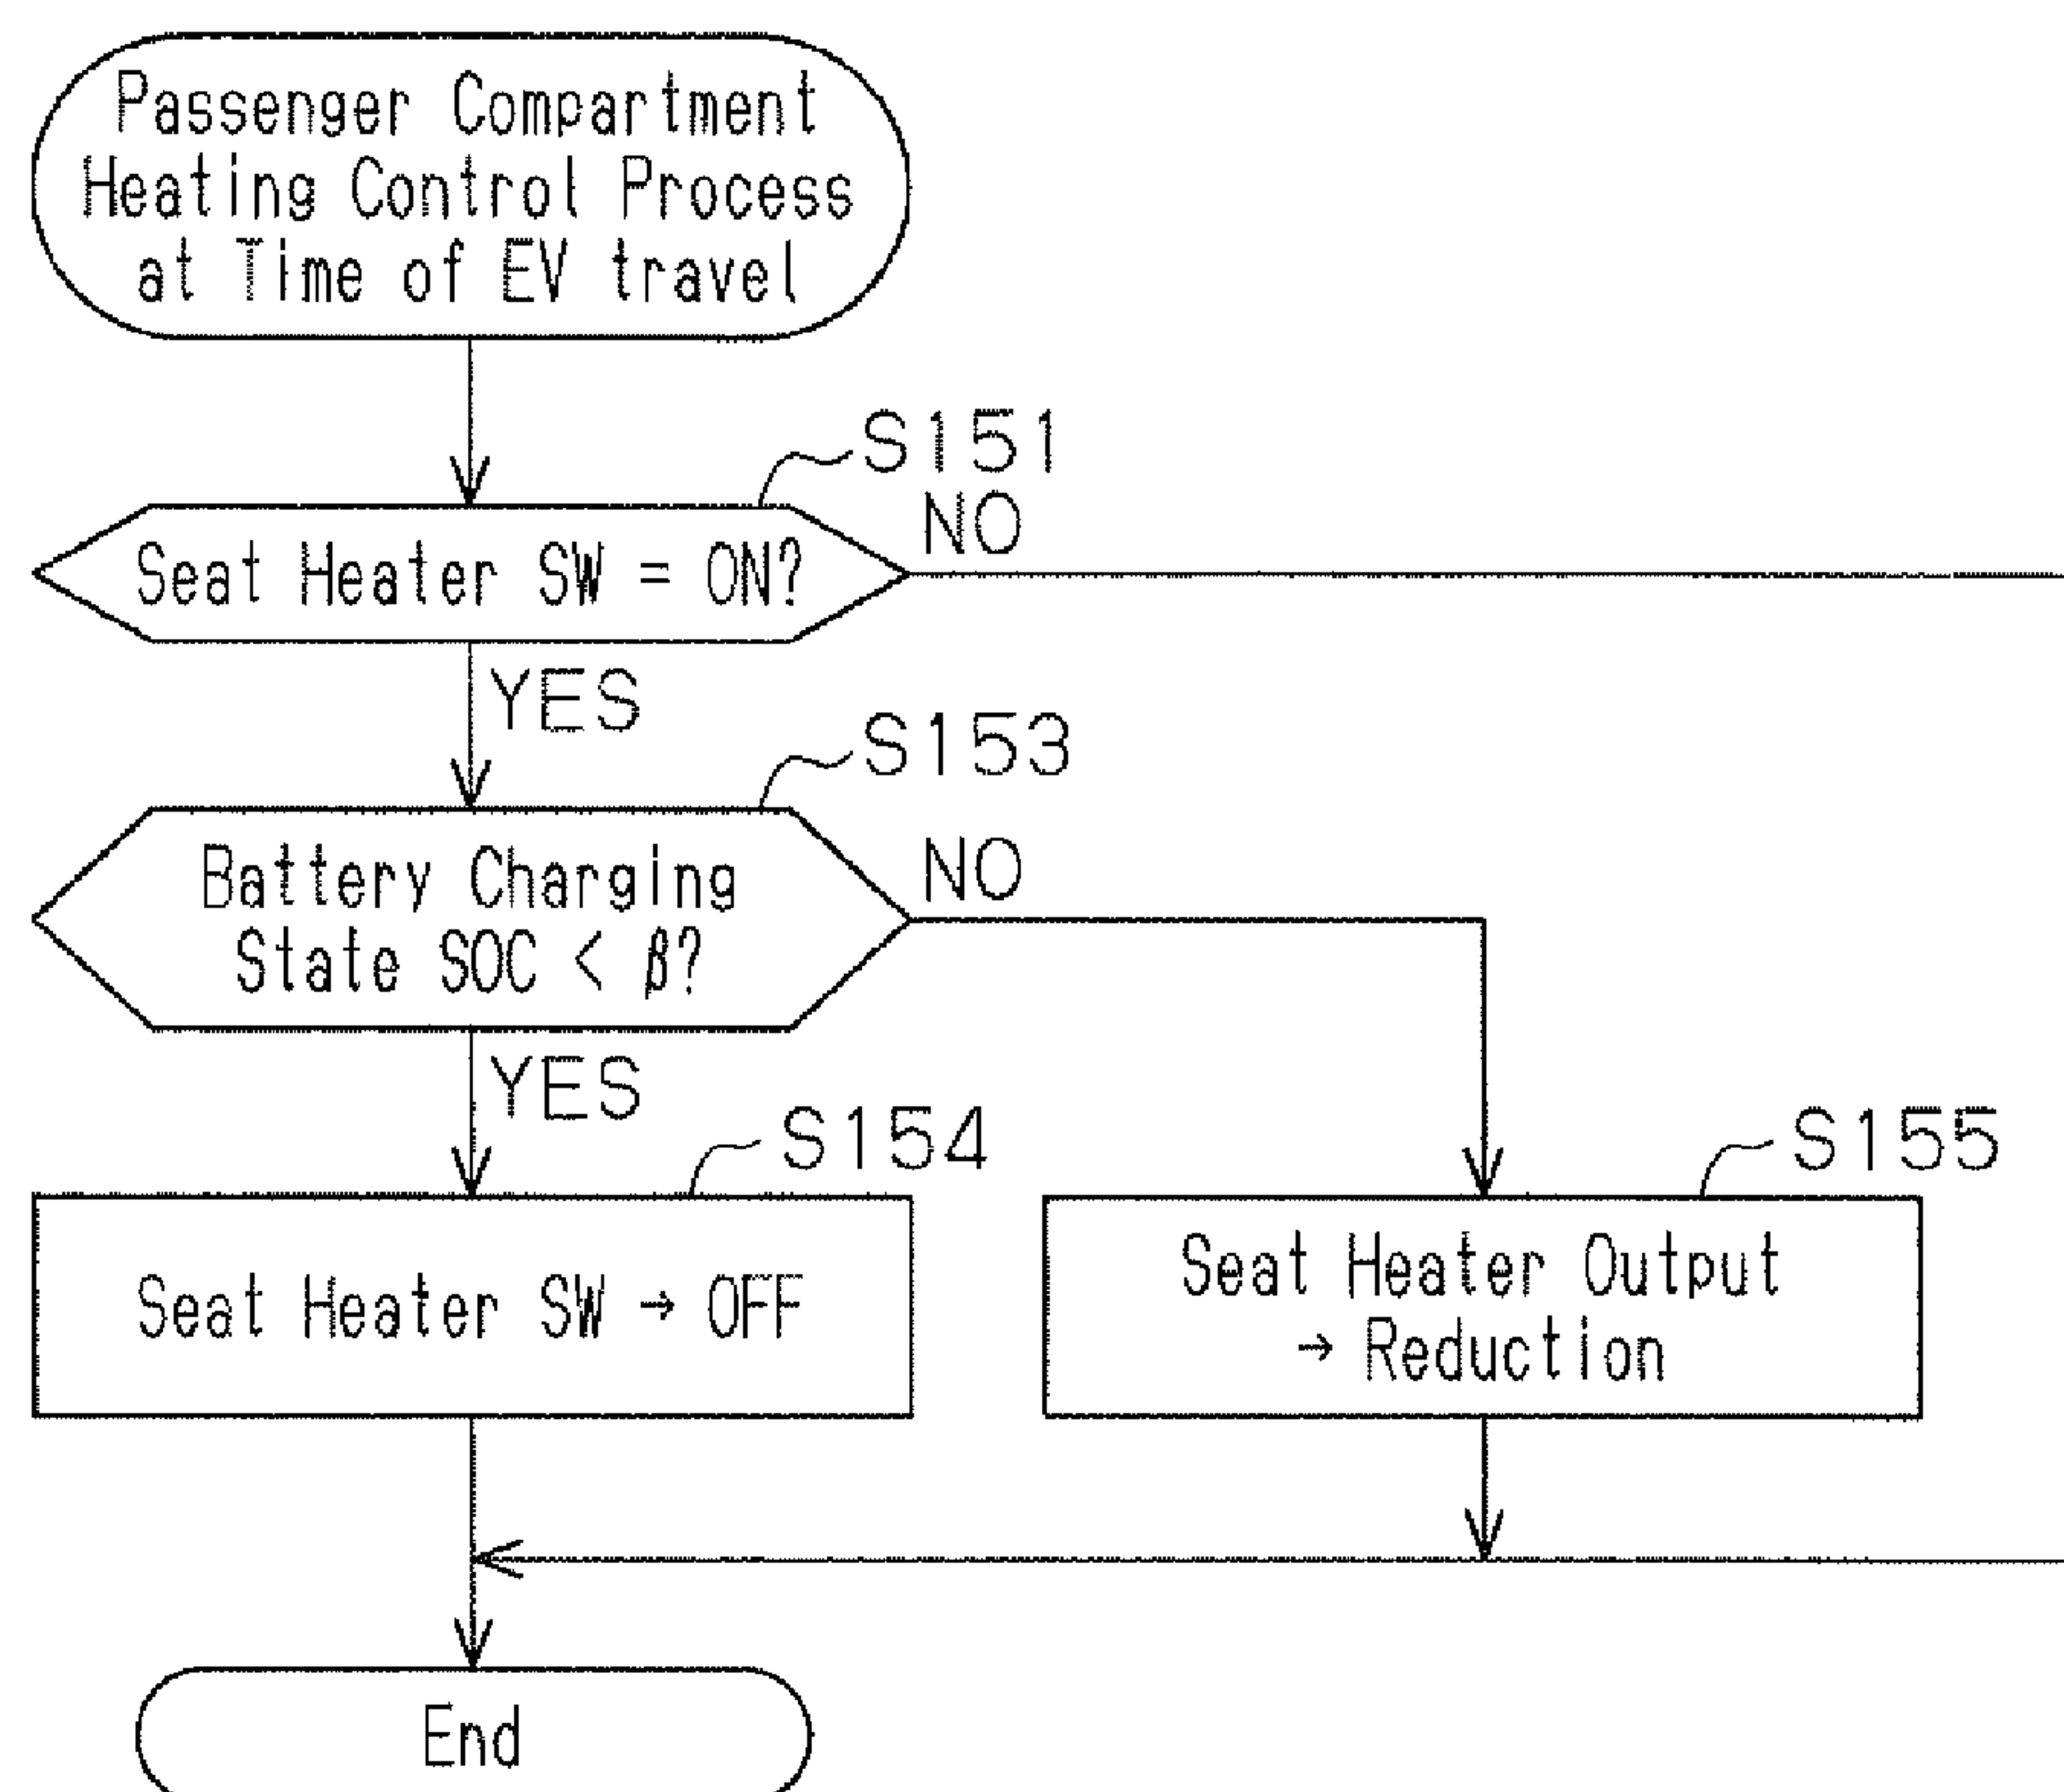 Passenger Compartment
Heating Control Process
at Time of EV travel
S151
NO
Seat Heater SW = ON?
YES
S153
NO
Battery Charging
State SOC < β?
YES
S154
S155
Seat Heater SW → OFF
Seat Heater Output
→ Reduction
End